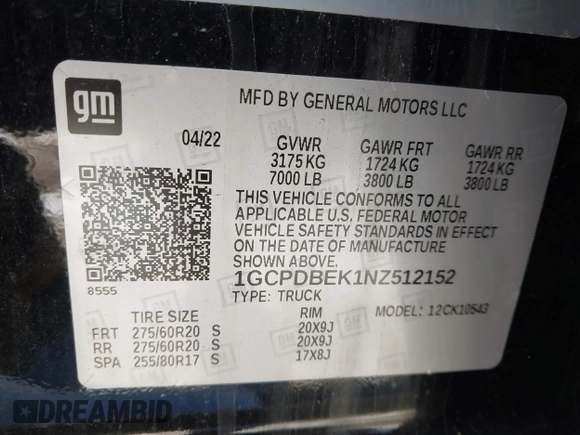 gm
MFD BY GENERAL MOTORS LLC
04/22 GVWR GAWR FRT GAWR RR
3175 KG 1724 KG 1724 KG
7000 LB 3800 LB 3800 LB
THIS VEHICLE CONFORMS TO ALL
APPLICABLE U.S. FEDERAL MOTOR
VEHICLE SAFETY STANDARDS IN EFFECT
ON THE DATE OF MANUFACTURE
SHOWN ABOVE.
8555 1GCPDBEK1NZ512152
TYPE: TRUCK MODEL: 12CK10543
TIRE SIZE RIM
FRT 275/60R20 S 20X9J
RR 275/60R20 S 20X9J
SPA 255/80R17 S 17X8J
DREAMBID